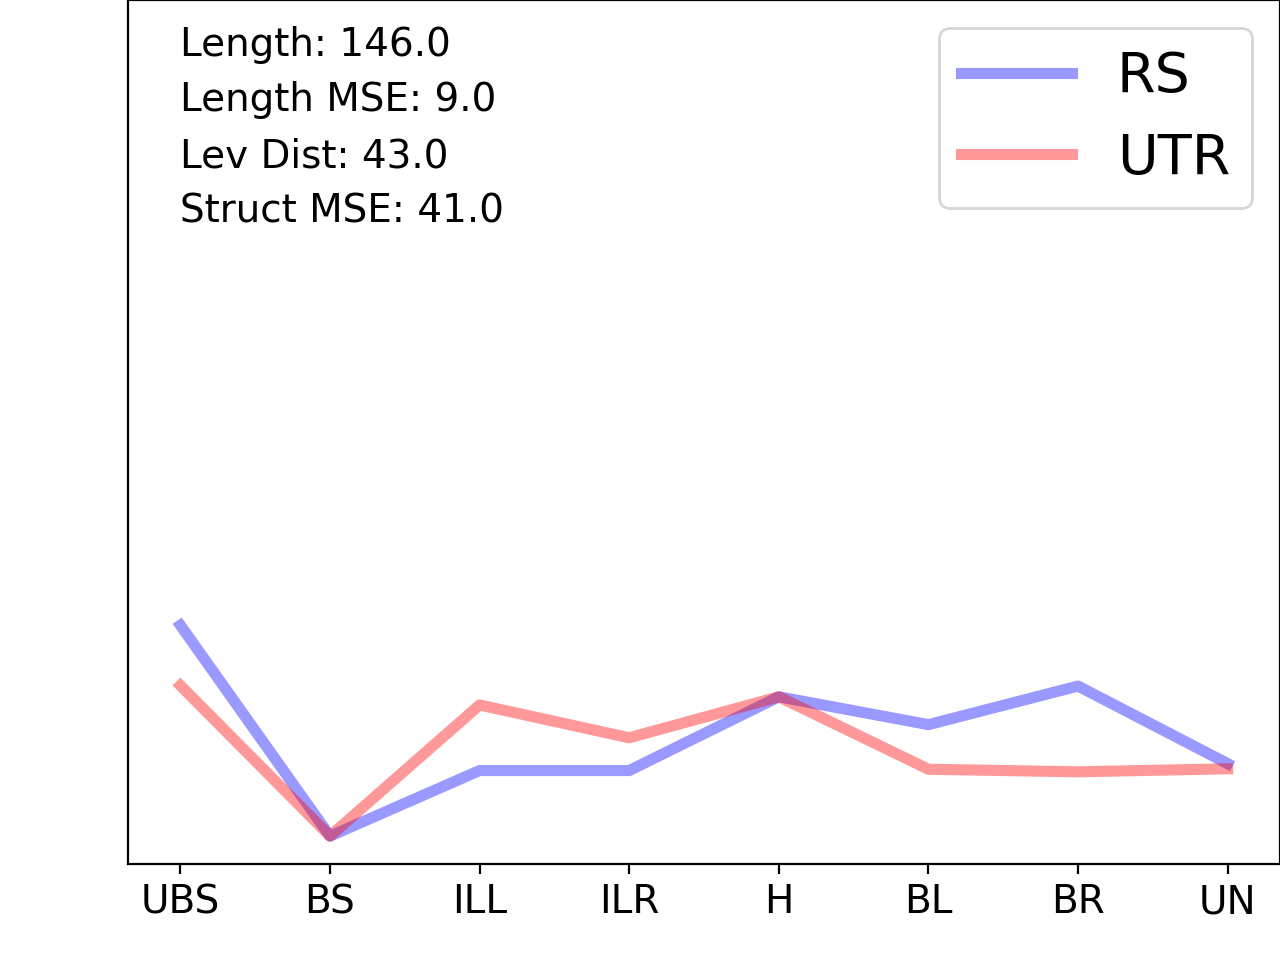 Length: 146.0
Length MSE: 9.0
Lev Dist: 43.0
Struct MSE: 41.0
RS
UTR
UBS BS ILL ILR H BL BR UN